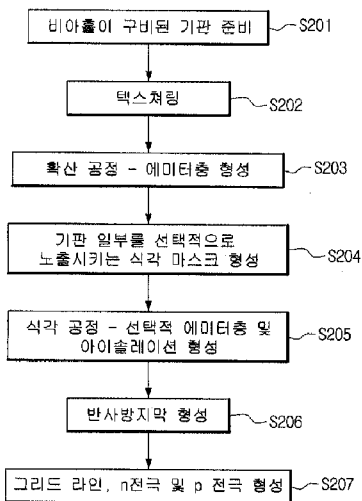 비아홀이 구비된 기판 준비
S201
텍스쳐링
S202
확산 공정 - 에미터층 형성
S203
기판 일부를 선택적으로
노출시키는 식각 마스크 형성
S204
식각 공정 - 선택적 에미터층 및
아이솔레이션 형성
S205
반사방지막 형성
S206
그리드 라인, n전극 및 p 전극 형성
S207